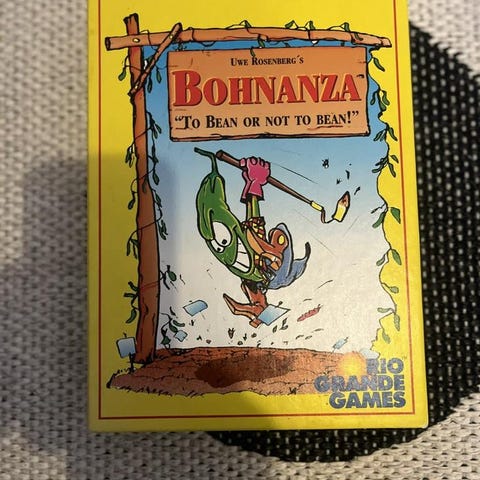 UWE ROSENBERG'S
BOHNANZA
"TO BEAN OR NOT TO BEAN!"
RIO
GRANDE
GAMES